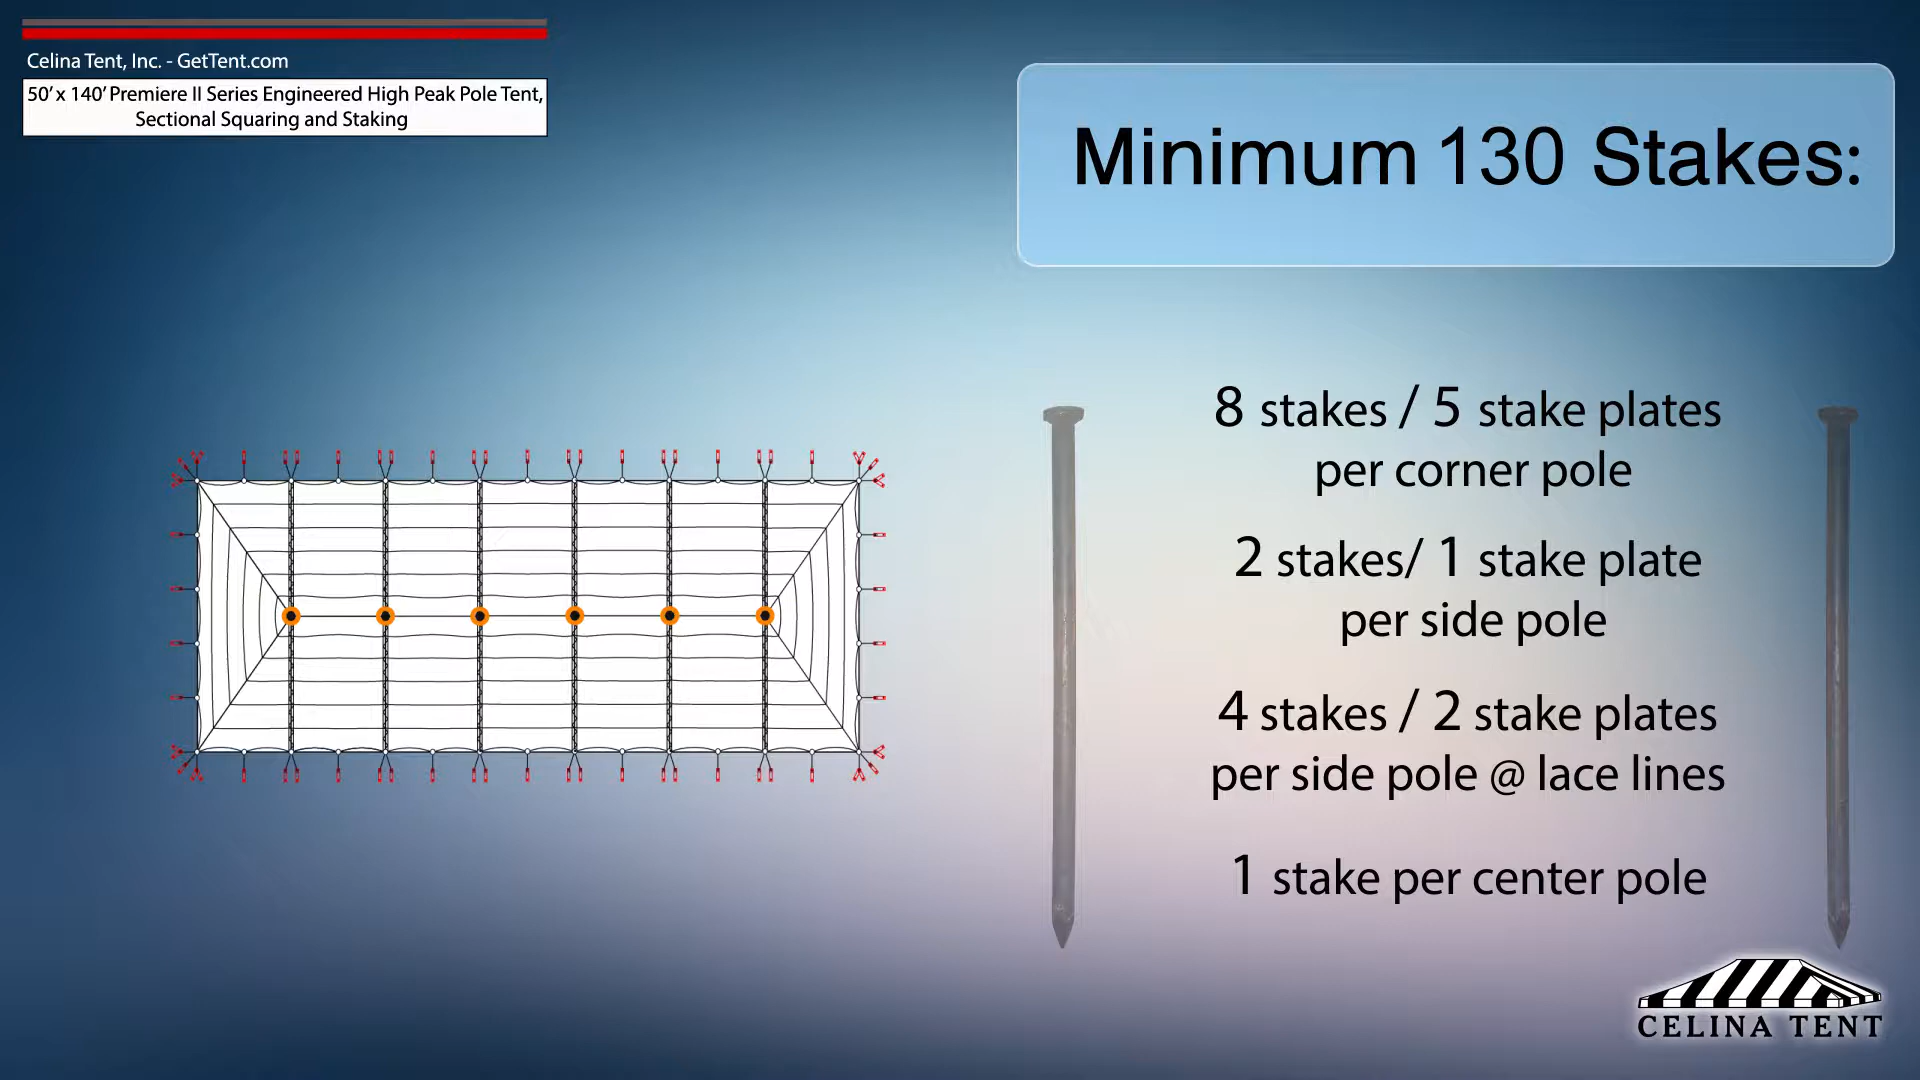 Celina Tent, Inc. - GetTent.com
50' x 140' Premiere II Series Engineered High Peak Pole Tent,
Sectional Squaring and Staking
Minimum 130 Stakes:
8 stakes / 5 stake plates
per corner pole
2 stakes/ 1 stake plate
per side pole
4 stakes / 2 stake plates
per side pole @ lace lines
1 stake per center pole
CELINA TENT